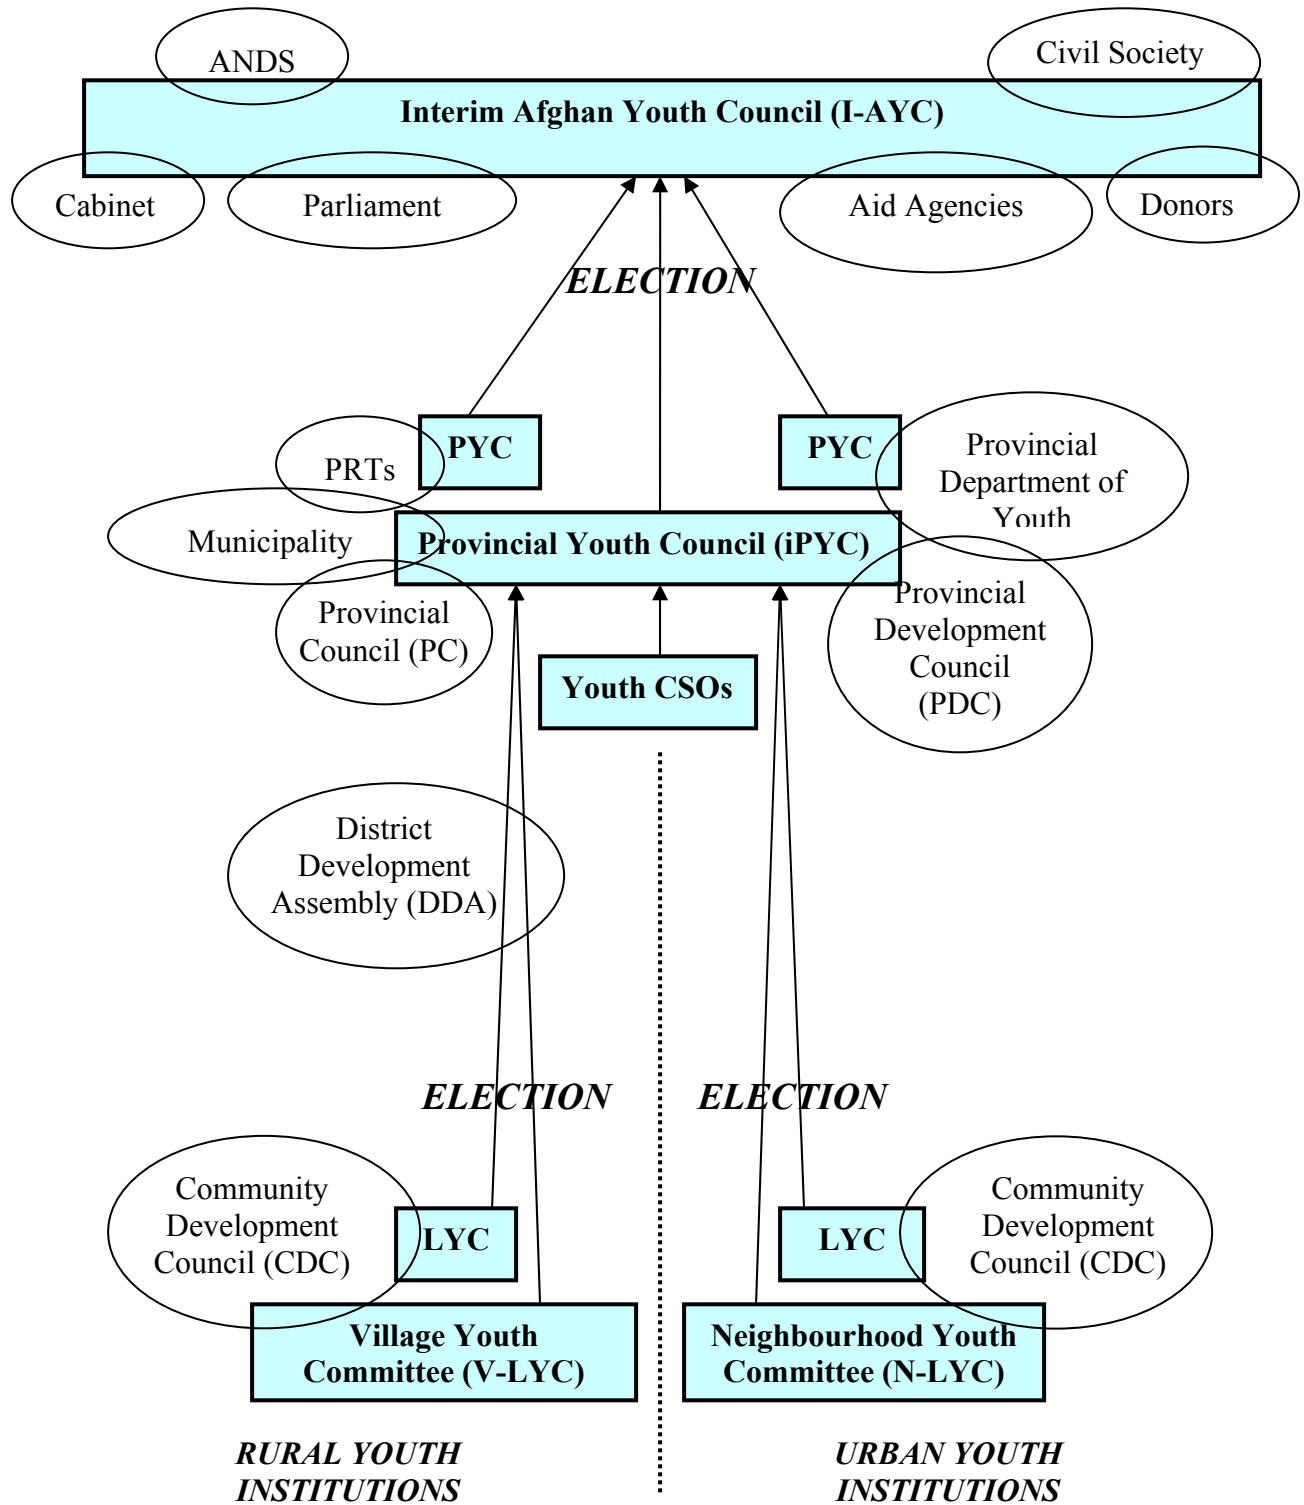 ANDS
Civil Society
Interim Afghan Youth Council (I-AYC)
Cabinet
Parliament
Aid Agencies
Donors
ELECTION
PYC
PYC
PRTs
Provincial
Department of
Youth
Municipality
Provincial Youth Council (iPYC)
Provincial
Council (PC)
Provincial
Development
Council
(PDC)
Youth CSOs
District
Development
Assembly (DDA)
ELECTION
ELECTION
Community
Development
Council (CDC)
LYC
LYC
Community
Development
Council (CDC)
Village Youth
Committee (V-LYC)
Neighbourhood Youth
Committee (N-LYC)
RURAL YOUTH
INSTITUTIONS
URBAN YOUTH
INSTITUTIONS